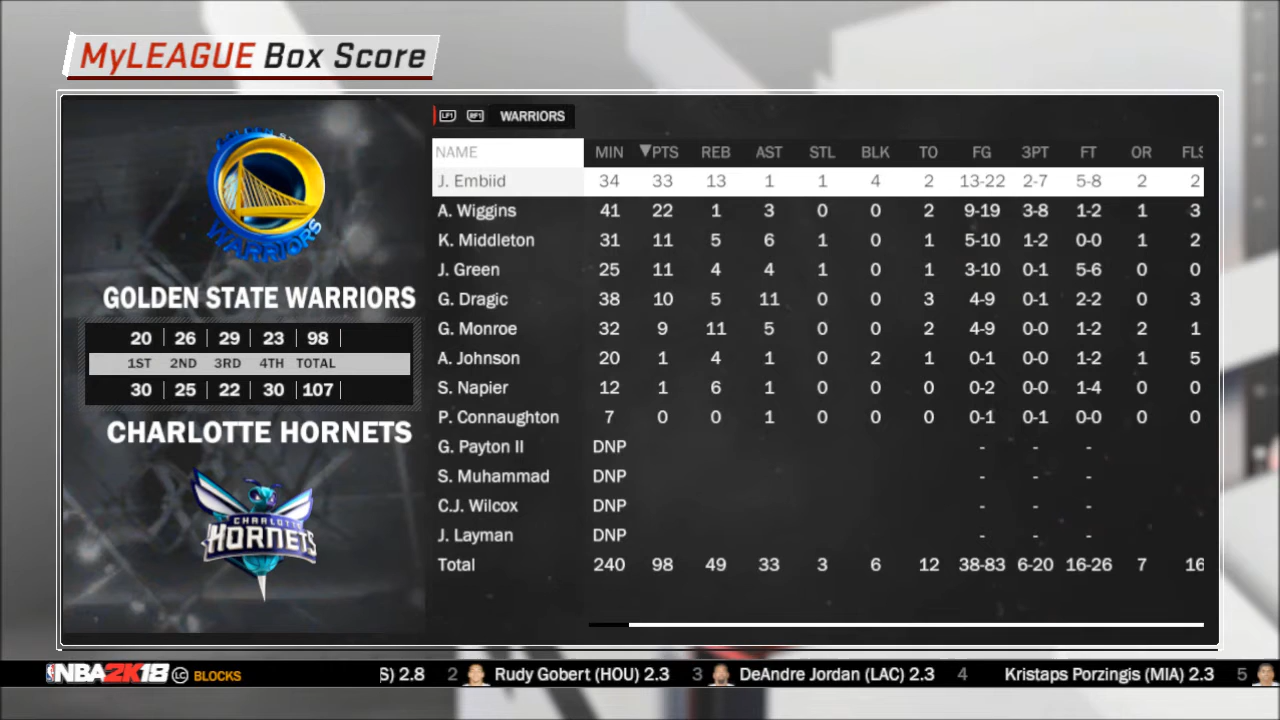 MyLEAGUE Box Score
LF1 RF1 WARRIORS
WARRIORS
GOLDEN STATE WARRIORS
20 26 29 23 98
1ST 2ND 3RD 4TH TOTAL
30 25 22 30 107
CHARLOTTE HORNETS
CHARLOTTE
HORNETS
NAME MIN ▼PTS REB AST STL BLK TO FG 3PT FT OR FLS
J. Embiid 34 33 13 1 1 4 2 13-22 2-7 5-8 2 2
A. Wiggins 41 22 1 3 0 0 2 9-19 3-8 1-2 1 3
K. Middleton 31 11 5 6 1 0 1 5-10 1-2 0-0 1 2
J. Green 25 11 4 4 1 0 1 3-10 0-1 5-6 0 0
G. Dragic 38 10 5 11 0 0 3 4-9 0-1 2-2 0 3
G. Monroe 32 9 11 5 0 0 2 4-9 0-0 1-2 2 1
A. Johnson 20 1 4 1 0 2 1 0-1 0-0 1-2 1 5
S. Napier 12 1 6 1 0 0 0 0-2 0-0 1-4 0 0
P. Connaughton 7 0 0 1 0 0 0 0-1 0-1 0-0 0 0
G. Payton II DNP - - -
S. Muhammad DNP - - -
C.J. Wilcox DNP - - -
J. Layman DNP - - -
Total 240 98 49 33 3 6 12 38-83 6-20 16-26 7 16
NBA2K18 LC BLOCKS S) 2.8 2 Rudy Gobert (HOU) 2.3 3 DeAndre Jordan (LAC) 2.3 4 Kristaps Porzingis (MIA) 2.3 5